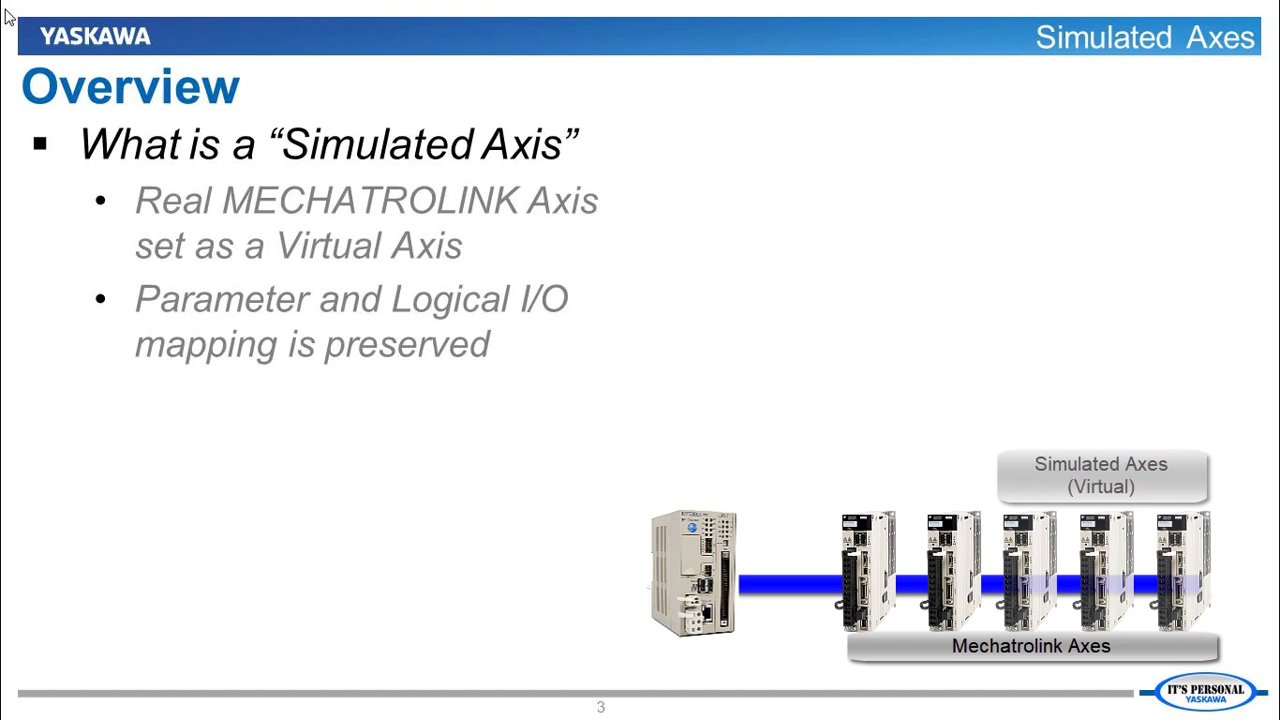 YASKAWA
Simulated Axes
Overview
▪ What is a “Simulated Axis”
• Real MECHATROLINK Axis
set as a Virtual Axis
• Parameter and Logical I/O
mapping is preserved
Simulated Axes
(Virtual)
Mechatrolink Axes
3
IT'S PERSONAL
YASKAWA